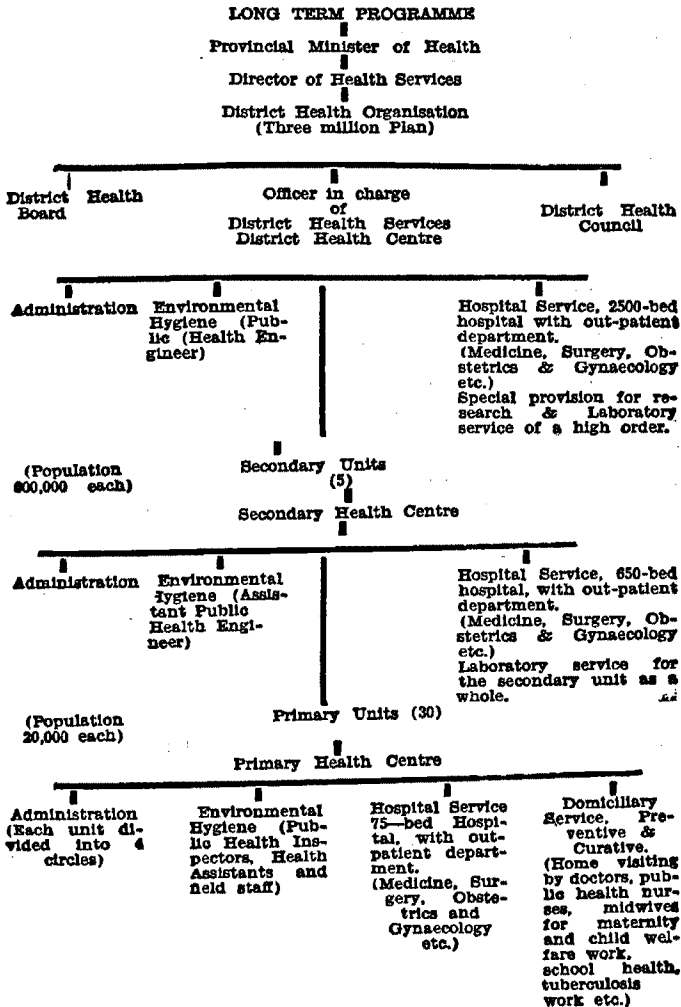 LONG TERM PROGRAMME
Provincial Minister of Health
Director of Health Services
District Health Organisation
(Three million Plan)
District Health
Board
Officer in charge
of
District Health Services
District Health Centre
District Health
Council
Administration
Environmental
Hygiene (Pub-
lic (Health En-
gineer)
Hospital Service, 2500-bed
hospital with out-patient
department.
(Medicine, Surgery, Ob-
stetrics & Gynaecology
etc.)
Special provision for re-
search & Laboratory
service of a high order.
(Population
600,000 each)
Secondary Units
(5)
Secondary Health Centre
Administration
Environmental
Hygiene (Assis-
tant Public
Health Engi-
neer)
Hospital Service, 650-bed
hospital, with out-patient
department.
(Medicine, Surgery, Ob-
stetrics & Gynaecology
etc.)
Laboratory service for
the secondary unit as a
whole.
(Population
20,000 each)
Primary Units (30)
Primary Health Centre
Administration
(Each unit di-
vided into 4
circles)
Environmental
Hygiene (Pub-
lic Health Ins-
pectors, Health
Assistants and
field staff)
Hospital Service
75—bed Hospi-
tal, with out-
patient depart-
ment.
(Medicine, Sur-
gery, Obste-
trics and
Gynaecology
etc.)
Domiciliary
Service, Pre-
ventive &
Curative.
(Home visiting
by doctors, pub-
lic health nur-
ses, midwives
for maternity
and child wel-
fare work,
school health,
tuberculosis
work etc.)